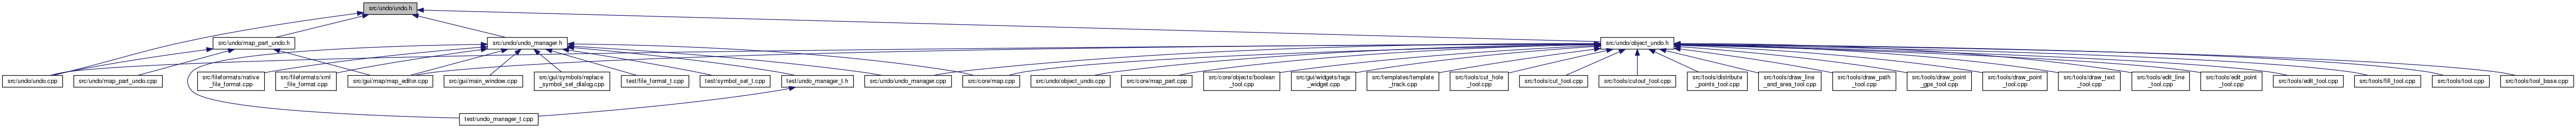 src/undo/undo.h
src/undo/map_part_undo.h
src/undo/undo_manager.h
src/undo/object_undo.h
src/undo/undo.cpp
src/undo/map_part_undo.cpp
src/fileformats/native
_file_format.cpp
src/fileformats/xml
_file_format.cpp
src/gui/map/map_editor.cpp
src/gui/main_window.cpp
src/gui/symbols/replace
_symbol_set_dialog.cpp
test/file_format_t.cpp
test/symbol_set_t.cpp
test/undo_manager_t.h
src/undo/undo_manager.cpp
src/core/map.cpp
src/undo/object_undo.cpp
src/core/map_part.cpp
src/core/objects/boolean
_tool.cpp
src/gui/widgets/tags
_widget.cpp
src/templates/template
_track.cpp
src/tools/cut_hole
_tool.cpp
src/tools/cut_tool.cpp
src/tools/cutout_tool.cpp
src/tools/distribute
_points_tool.cpp
src/tools/draw_line
_and_area_tool.cpp
src/tools/draw_path
_tool.cpp
src/tools/draw_point
_gps_tool.cpp
src/tools/draw_point
_tool.cpp
src/tools/draw_text
_tool.cpp
src/tools/edit_line
_tool.cpp
src/tools/edit_point
_tool.cpp
src/tools/edit_tool.cpp
src/tools/fill_tool.cpp
src/tools/tool.cpp
src/tools/tool_base.cpp
test/undo_manager_t.cpp